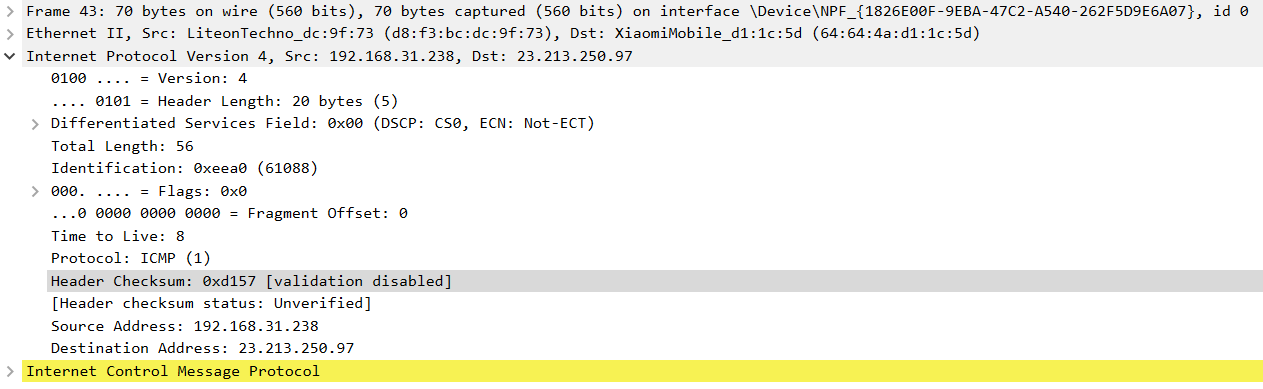 Frame 43: 70 bytes on wire (560 bits), 70 bytes captured (560 bits) on interface \Device\NPF_{1826E00F-9EBA-47C2-A540-262F5D9E6A07}, id 0
Ethernet II, Src: LiteonTechno_dc:9f:73 (d8:f3:bc:dc:9f:73), Dst: XiaomiMobile_d1:1c:5d (64:64:4a:d1:1c:5d)
Internet Protocol Version 4, Src: 192.168.31.238, Dst: 23.213.250.97
0100 .... = Version: 4
.... 0101 = Header Length: 20 bytes (5)
Differentiated Services Field: 0x00 (DSCP: CS0, ECN: Not-ECT)
Total Length: 56
Identification: 0xeea0 (61088)
000. .... = Flags: 0x0
...0 0000 0000 0000 = Fragment Offset: 0
Time to Live: 8
Protocol: ICMP (1)
Header Checksum: 0xd157 [validation disabled]
[Header checksum status: Unverified]
Source Address: 192.168.31.238
Destination Address: 23.213.250.97
Internet Control Message Protocol